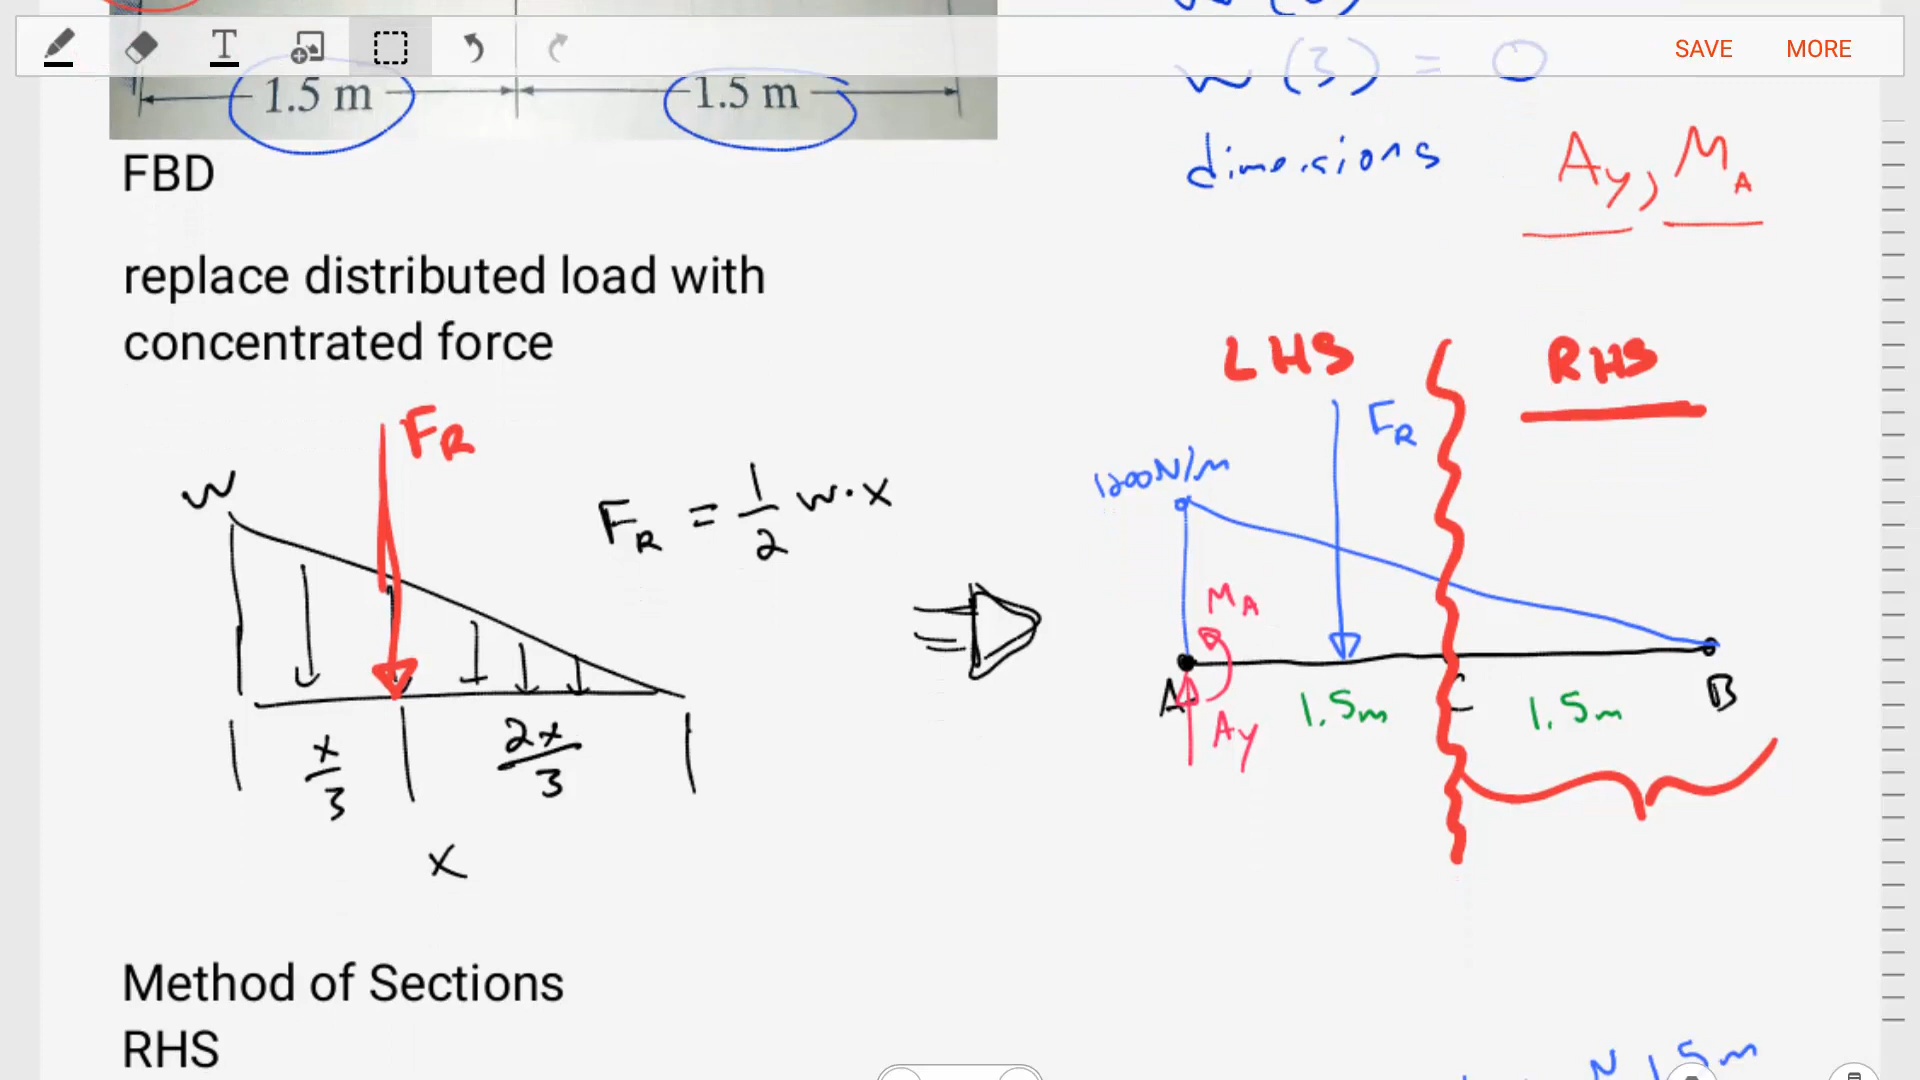 SAVE
MORE
w(3) = 0
1.5 m
1.5 m
dimensions
Ay, MA
FBD
replace distributed load with
concentrated force
LHS
RHS
FR
FR
w
FR = 1/2 w·x
1200N/m
MA
A
Ay
1.5m
C
1.5m
B
x/3
2x/3
x
Method of Sections
RHS
1.5m